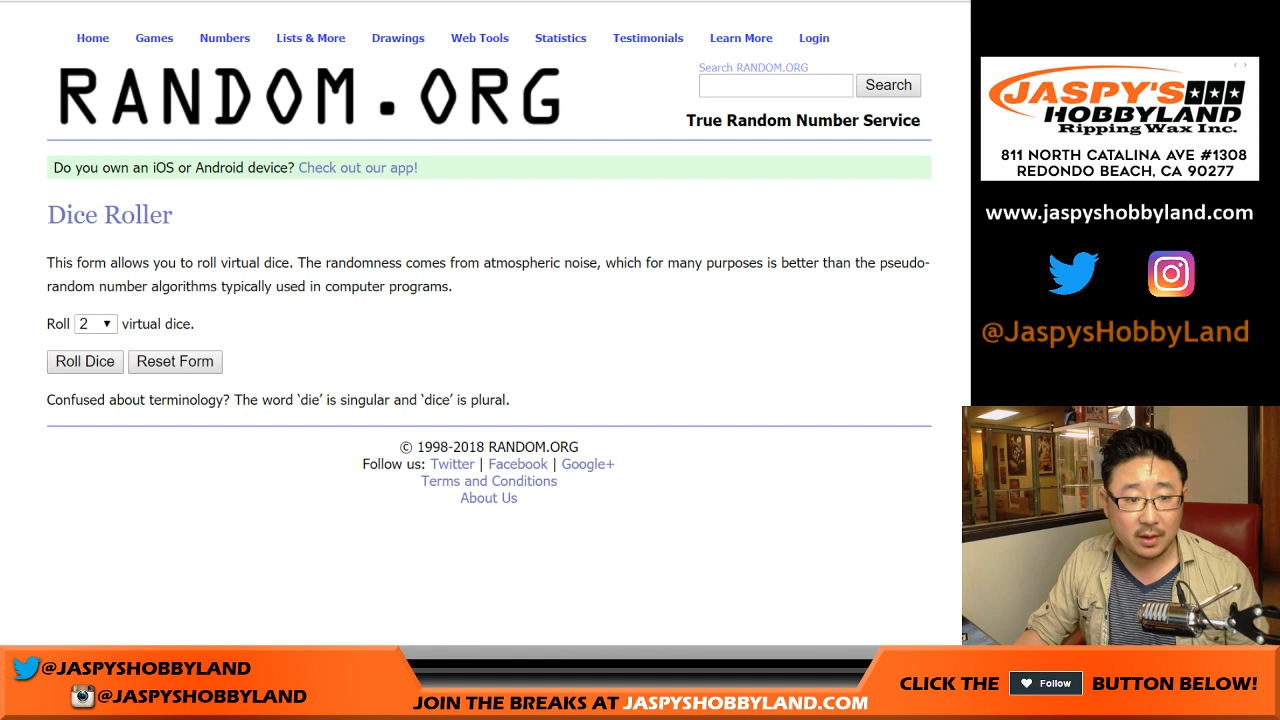 Home Games Numbers Lists & More Drawings Web Tools Statistics Testimonials Learn More Login
RANDOM.ORG
Search RANDOM.ORG
Search
True Random Number Service
Do you own an iOS or Android device? Check out our app!
Dice Roller
This form allows you to roll virtual dice. The randomness comes from atmospheric noise, which for many purposes is better than the pseudo-
random number algorithms typically used in computer programs.
Roll 2 virtual dice.
Roll Dice Reset Form
Confused about terminology? The word ‘die’ is singular and ‘dice’ is plural.
© 1998-2018 RANDOM.ORG
Follow us: Twitter | Facebook | Google+
Terms and Conditions
About Us
JASPY'S
HOBBYLAND
Ripping Wax Inc.
811 NORTH CATALINA AVE #1308
REDONDO BEACH, CA 90277
www.jaspyshobbyland.com
@JaspysHobbyLand
@JASPYSHOBBYLAND
@JASPYSHOBBYLAND
JOIN THE BREAKS AT JASPYSHOBBYLAND.COM
CLICK THE Follow BUTTON BELOW!